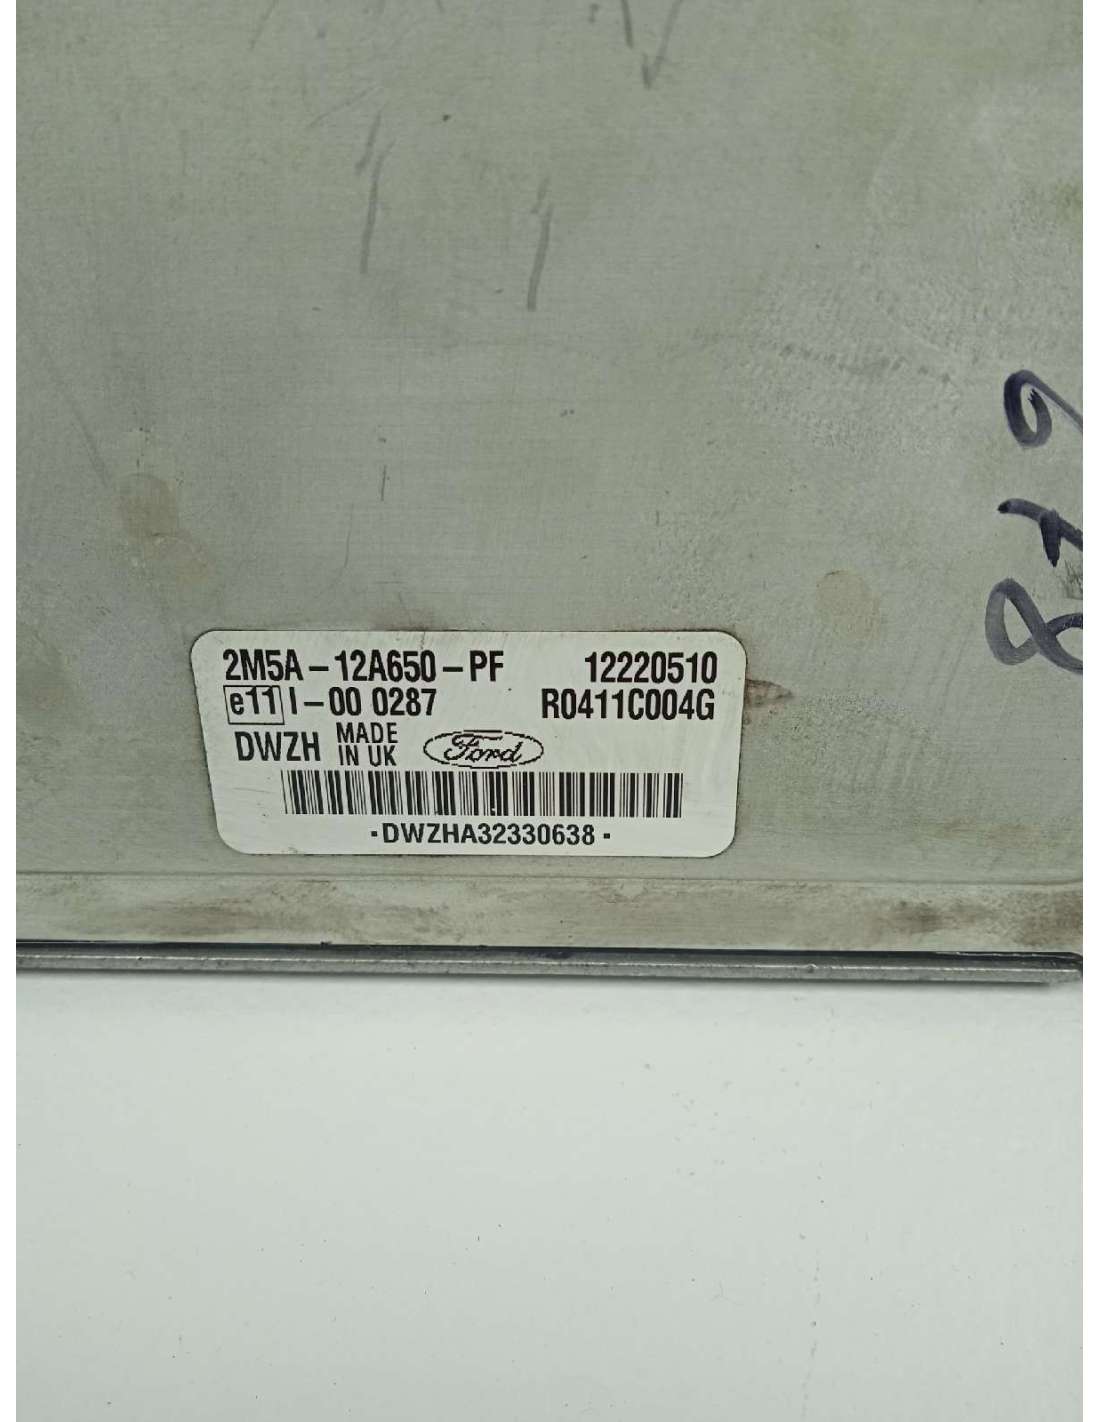 2M5A-12A650-PF 12220510
e11 I-00 0287 R0411C004G
DWZH MADE IN UK Ford
-DWZHA32330638-